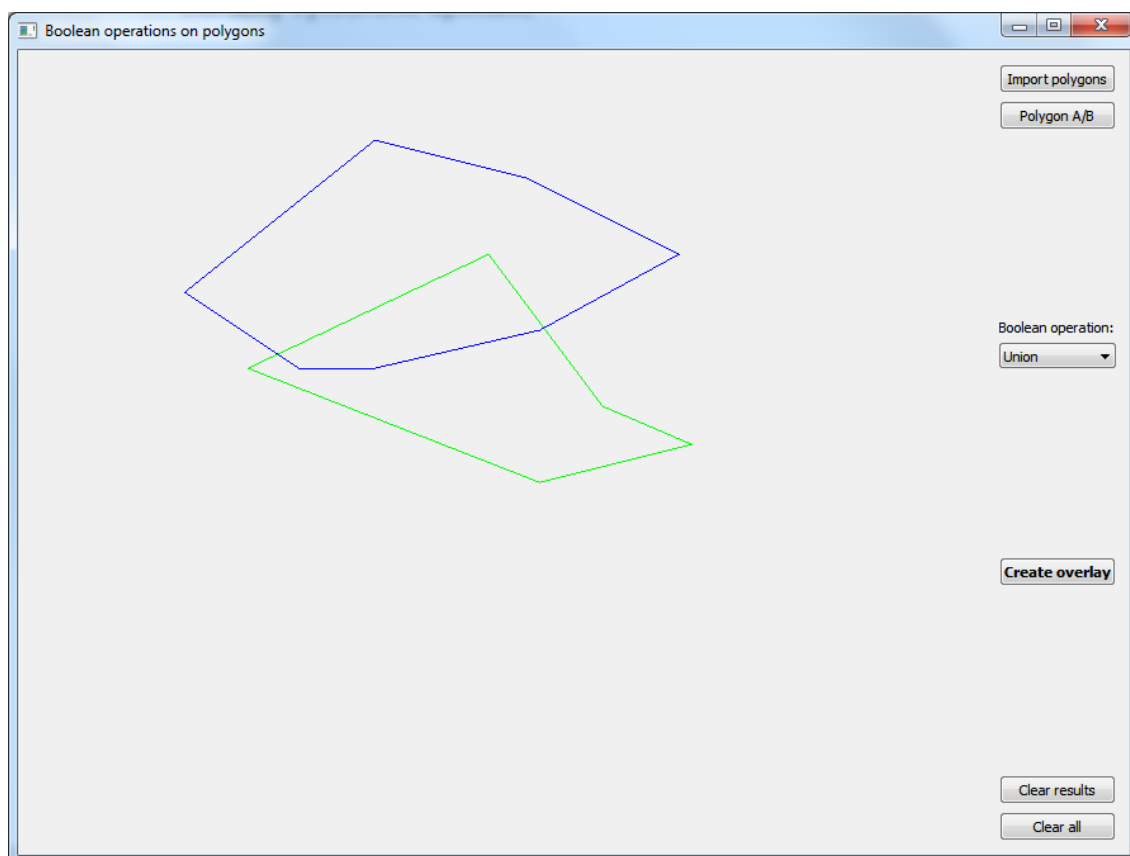 Boolean operations on polygons
Import polygons
Polygon A/B
Boolean operation:
Union
Create overlay
Clear results
Clear all